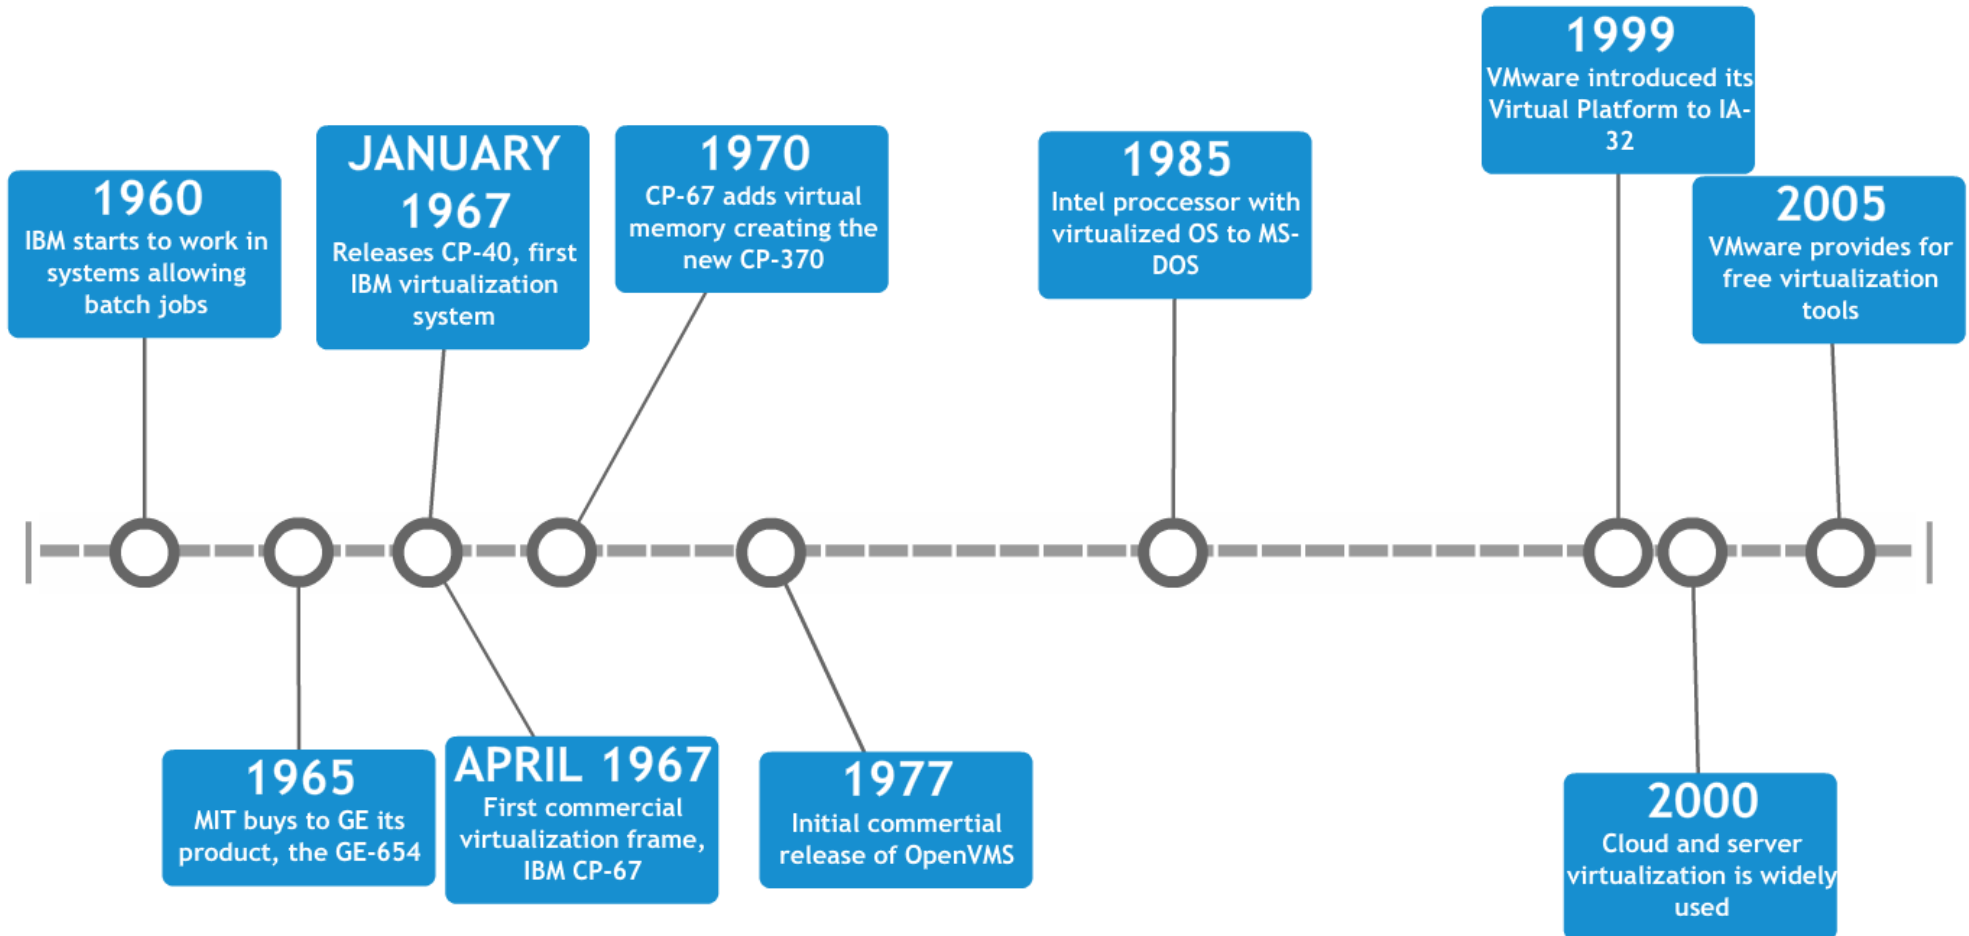 1960
IBM starts to work in
systems allowing
batch jobs
1965
MIT buys to GE its
product, the GE-654
JANUARY
1967
Releases CP-40, first
IBM virtualization
system
APRIL 1967
First commercial
virtualization frame,
IBM CP-67
1970
CP-67 adds virtual
memory creating the
new CP-370
1977
Initial commertial
release of OpenVMS
1985
Intel proccessor with
virtualized OS to MS-
DOS
1999
VMware introduced its
Virtual Platform to IA-
32
2000
Cloud and server
virtualization is widely
used
2005
VMware provides for
free virtualization
tools